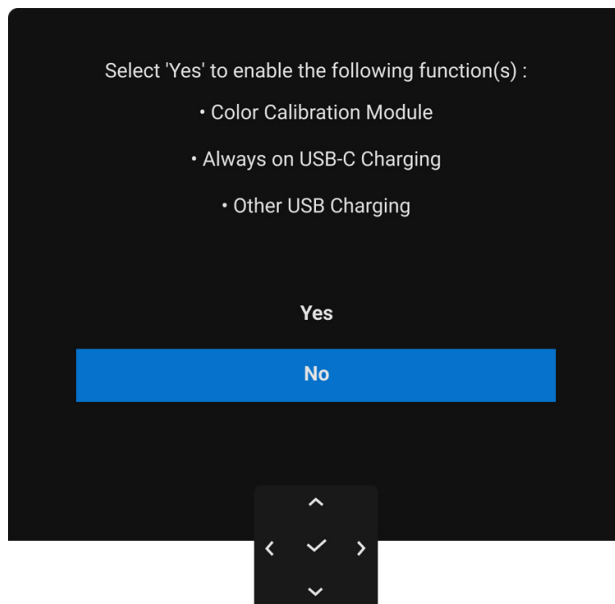 Select 'Yes' to enable the following function(s) :
• Color Calibration Module
• Always on USB-C Charging
• Other USB Charging
Yes
No